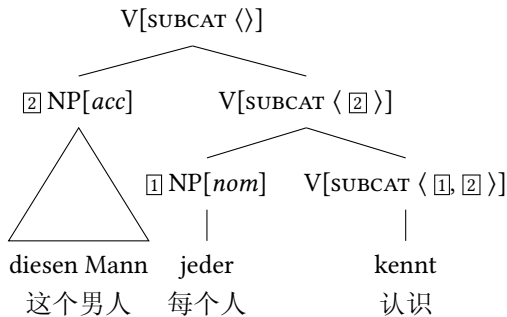 V[SUBCAT ⟨⟩]
[2] NP[acc] V[SUBCAT ⟨ [2] ⟩]
[1] NP[nom] V[SUBCAT ⟨ [1], [2] ⟩]
diesen Mann jeder kennt
这个男人 每个人 认识